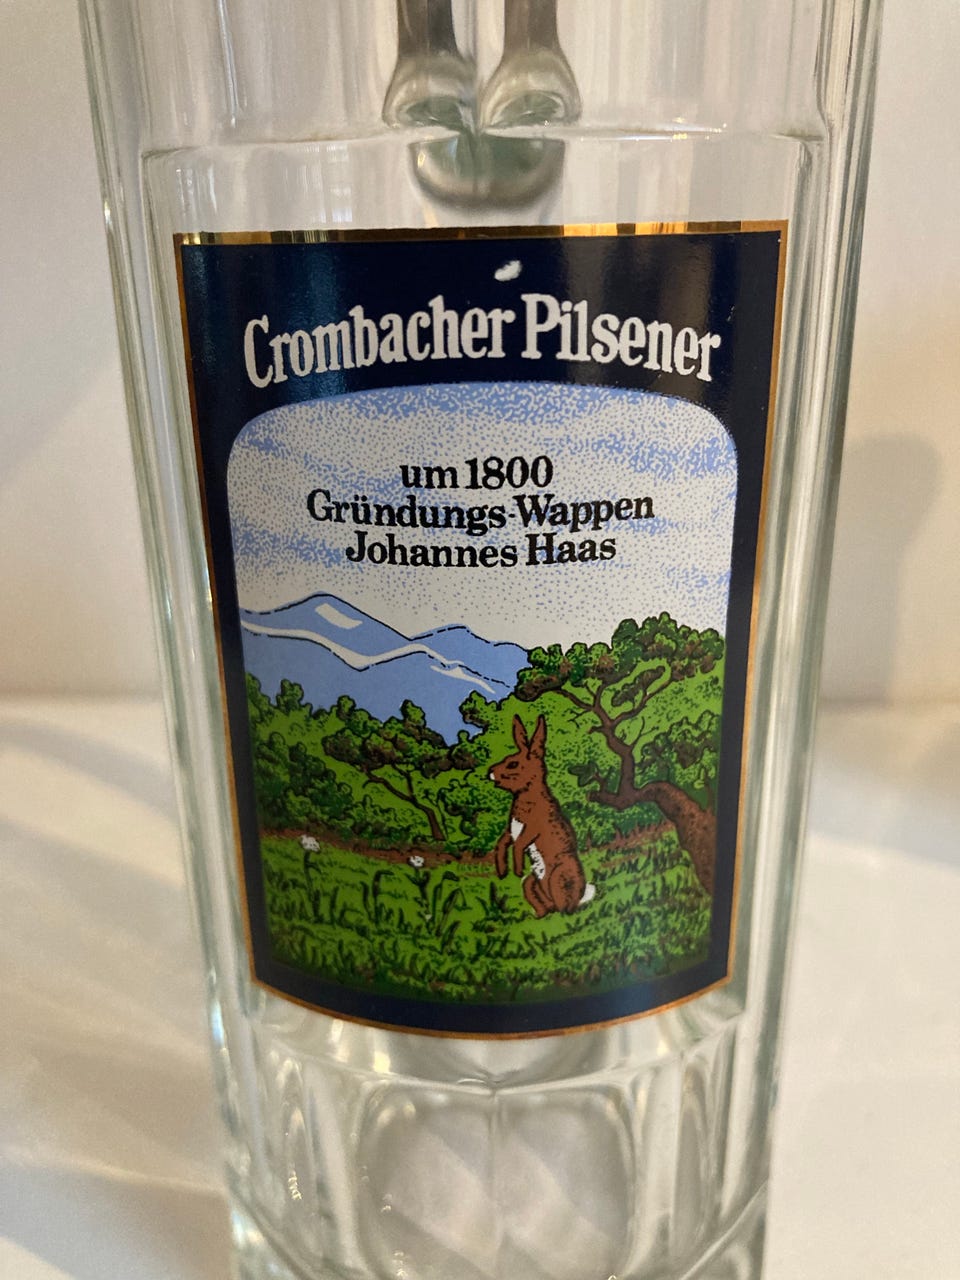 Crombacher Pilsener
um 1800
Gründungs-Wappen
Johannes Haas